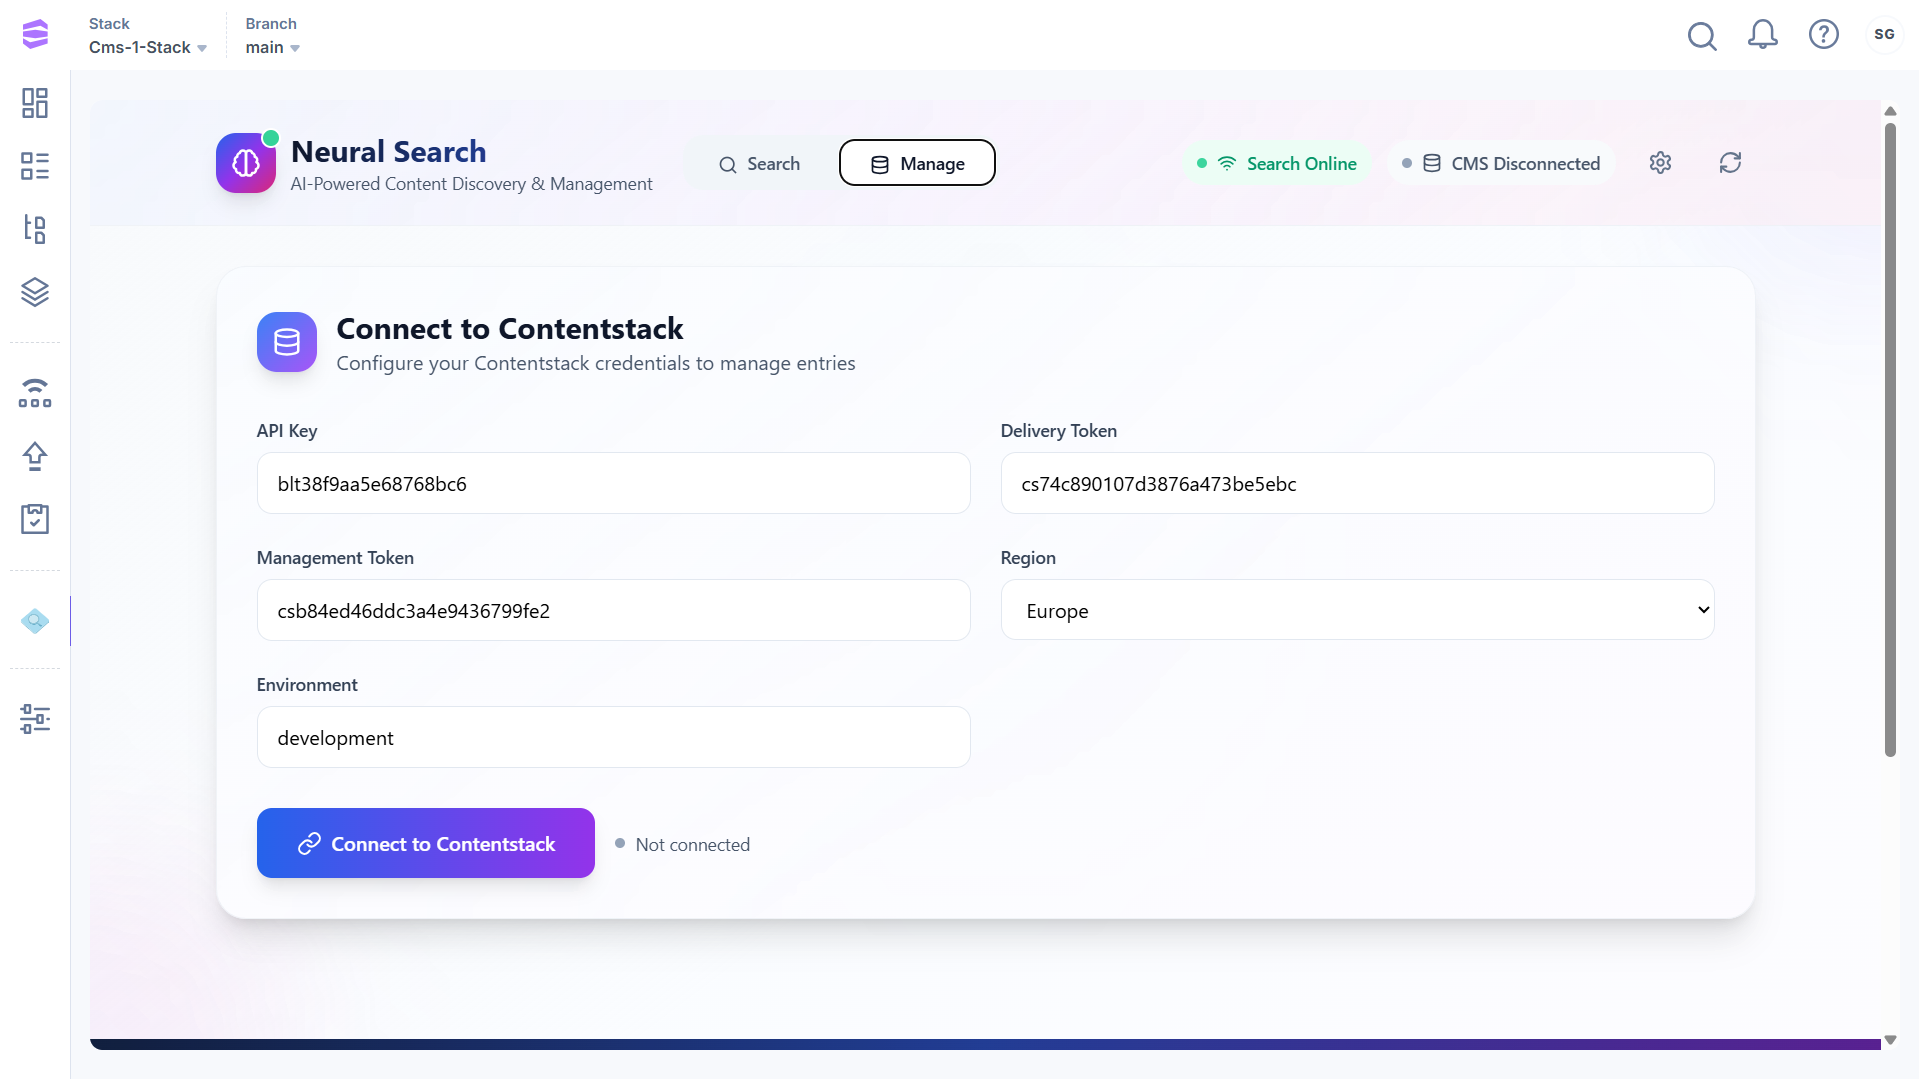 Stack
Cms-1-Stack
Branch
main
SG
Neural Search
AI-Powered Content Discovery & Management
Search
Manage
Search Online
CMS Disconnected
Connect to Contentstack
Configure your Contentstack credentials to manage entries
API Key
blt38f9aa5e68768bc6
Delivery Token
cs74c890107d3876a473be5ebc
Management Token
csb84ed46ddc3a4e9436799fe2
Region
Europe
Environment
development
Connect to Contentstack
Not connected